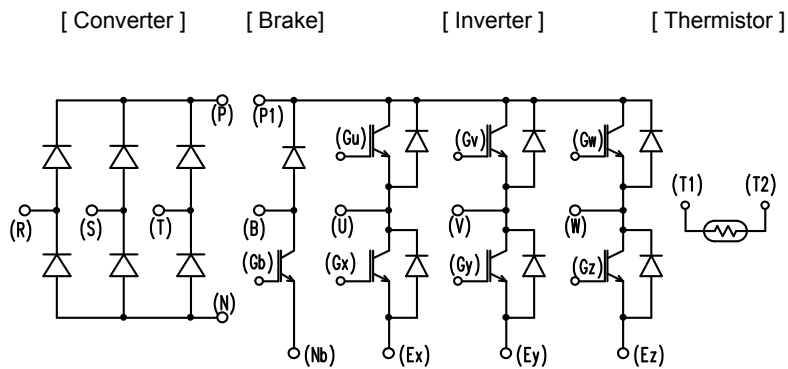 [ Converter ] [ Brake] [ Inverter ] [ Thermistor ]
(P) (P1)
(Gu) (Gv) (Gw)
(T1) (T2)
(R) (S) (T) (B) (U) (V) (W)
(Gb) (Gx) (Gy) (Gz)
(N)
(Nb) (Ex) (Ey) (Ez)